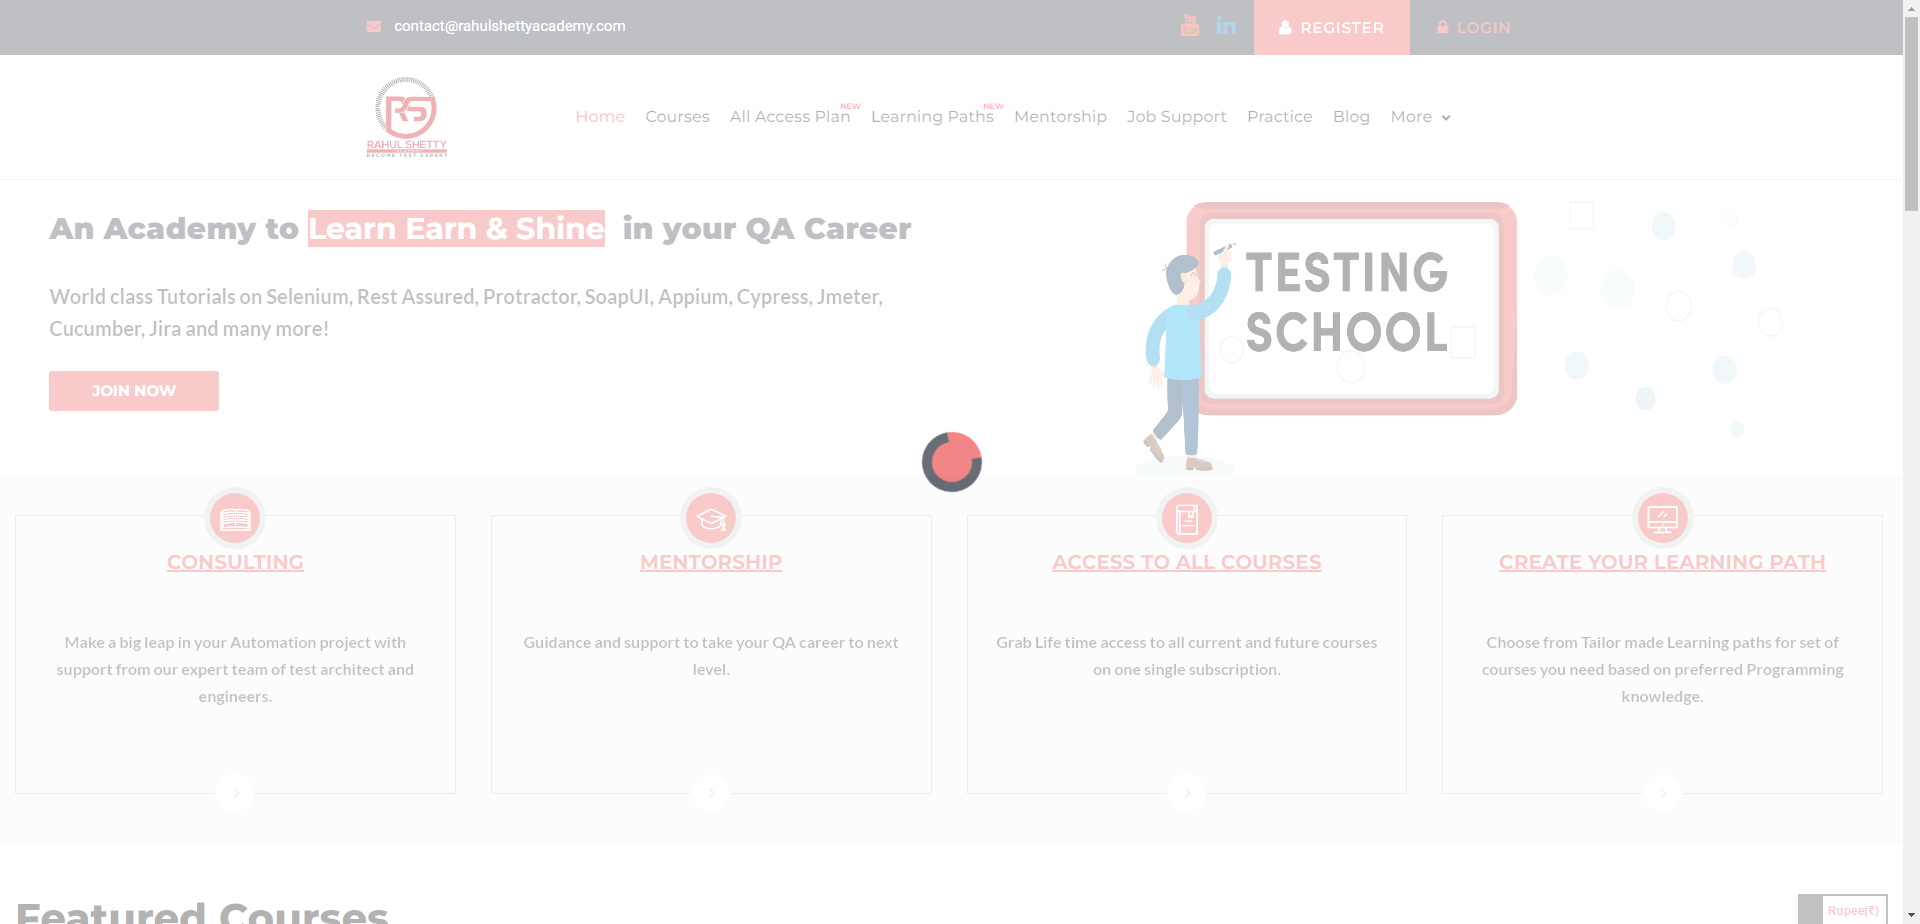 contact@rahulshettyacademy.com
REGISTER
LOGIN
RS
RAHUL SHETTY
ACADEMY
BECOME TEST EXPERT
Home
Courses
All Access Plan NEW
Learning Paths NEW
Mentorship
Job Support
Practice
Blog
More
An Academy to Learn Earn & Shine in your QA Career
World class Tutorials on Selenium, Rest Assured, Protractor, SoapUI, Appium, Cypress, Jmeter,
Cucumber, Jira and many more!
JOIN NOW
TESTING
SCHOOL
CONSULTING
Make a big leap in your Automation project with
support from our expert team of test architect and
engineers.
MENTORSHIP
Guidance and support to take your QA career to next
level.
ACCESS TO ALL COURSES
Grab Life time access to all current and future courses
on one single subscription.
CREATE YOUR LEARNING PATH
Choose from Tailor made Learning paths for set of
courses you need based on preferred Programming
knowledge.
Featured Courses
Rupee(₹)